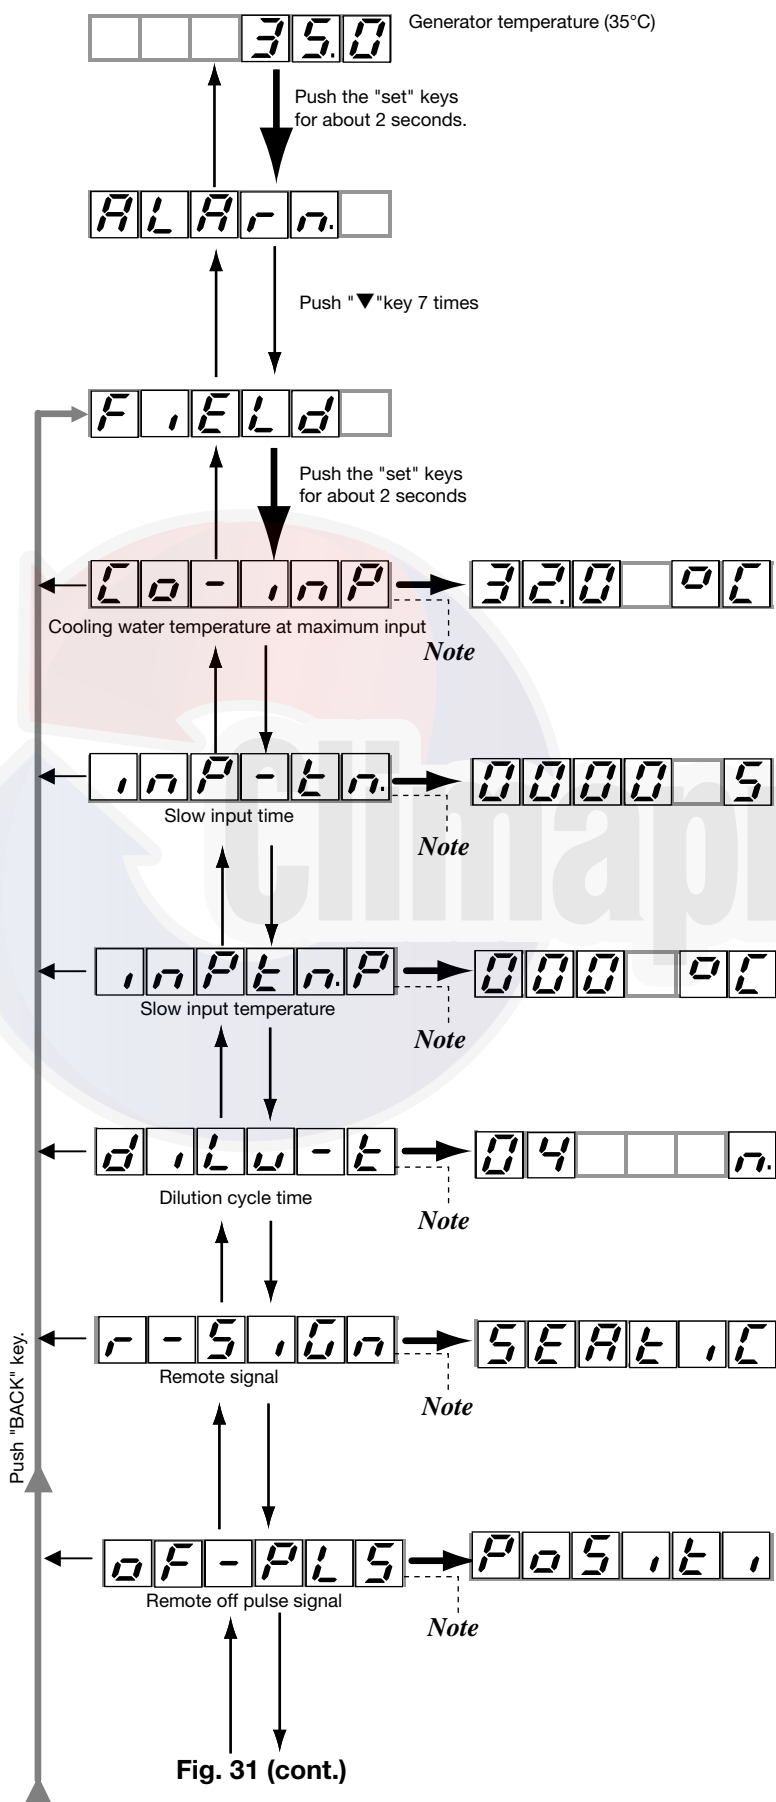 35.0 Generator temperature (35°C)
Push the "set" keys
for about 2 seconds.
ALArn.
Push "▼"key 7 times
FiELd
Push the "set" keys
for about 2 seconds
Co-inP 32.0 °C
Cooling water temperature at maximum input
Note
inP-tn. 0000 S
Slow input time
Note
inPtn.P 000 °C
Slow input temperature
Note
diLu-t 04 n.
Dilution cycle time
Note
r-SiGn SEAtiC
Remote signal
Note
oF-PLS PoSiti
Remote off pulse signal
Note
Push "BACK" key.
Fig. 31 (cont.)
Climapr